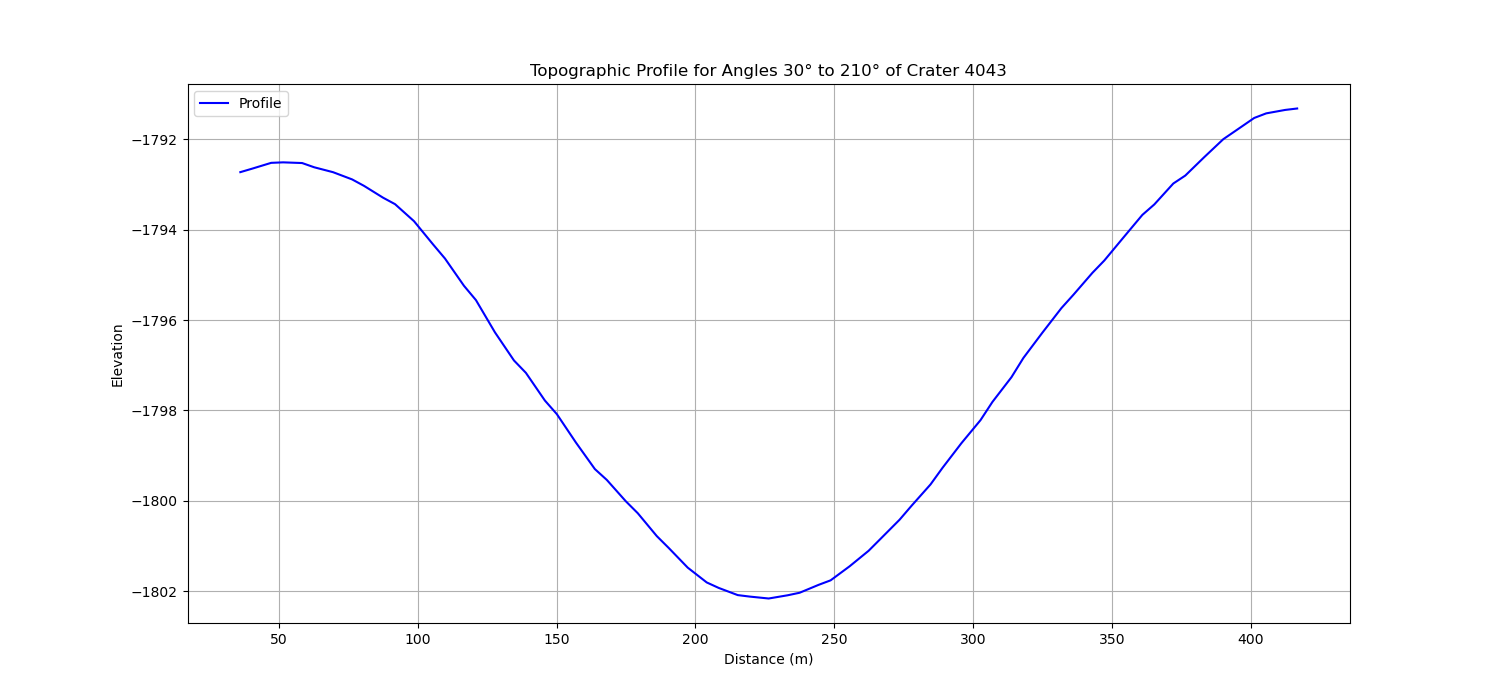 Topographic Profile for Angles 30° to 210° of Crater 4043
Profile
−1792
−1794
−1796
−1798
−1800
−1802
Elevation
50 100 150 200 250 300 350 400
Distance (m)